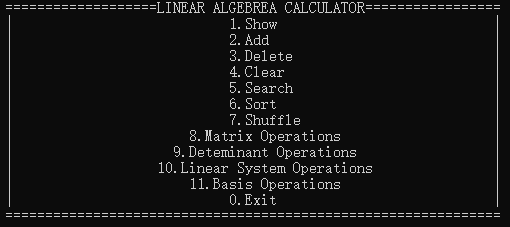 ===================LINEAR ALGEBREA CALCULATOR=================
1.Show
2.Add
3.Delete
4.Clear
5.Search
6.Sort
7.Shuffle
8.Matrix Operations
9.Deteminant Operations
10.Linear System Operations
11.Basis Operations
0.Exit
===============================================================